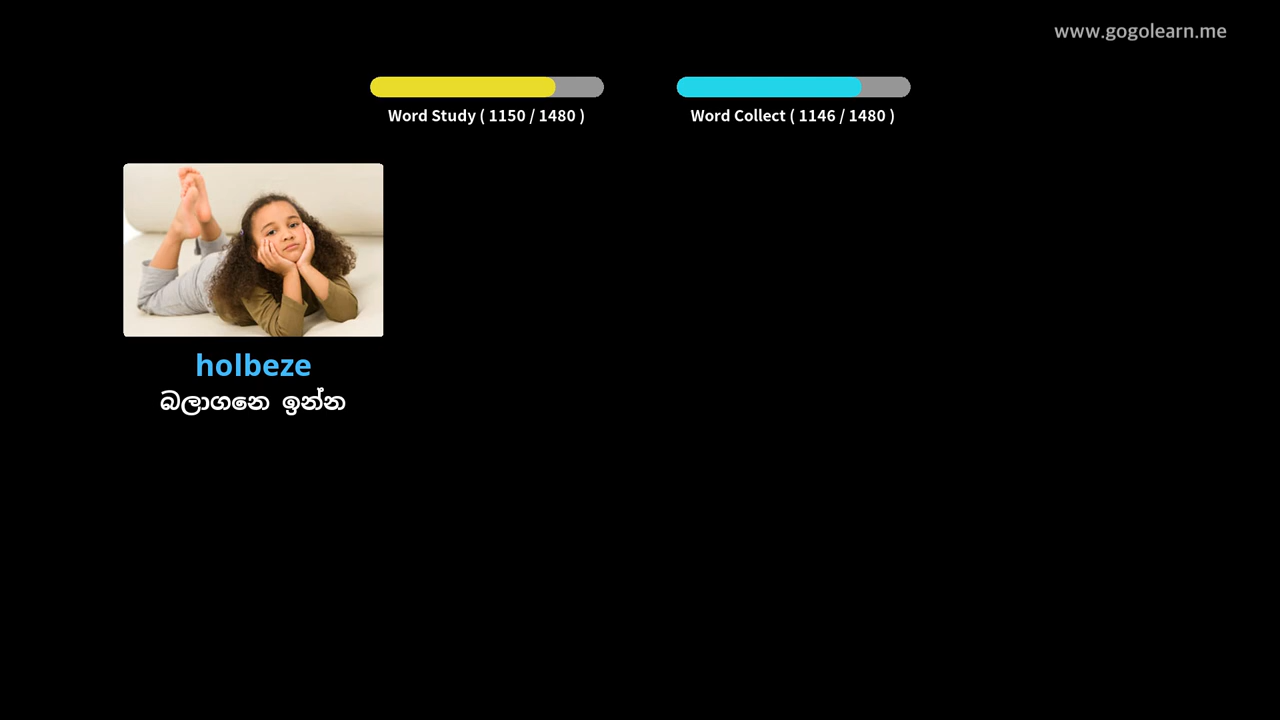 www.gogolearn.me
Word Study ( 1150 / 1480 )
Word Collect ( 1146 / 1480 )
holbeze
බලාගනෙ ඉන්න